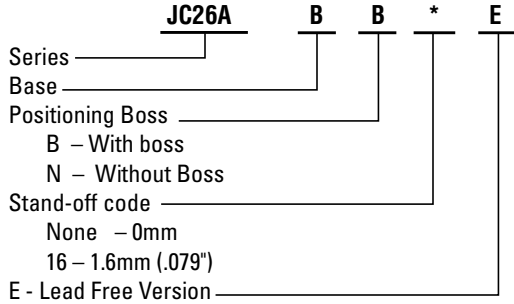 JC26A B B * E
Series
Base
Positioning Boss
B – With boss
N – Without Boss
Stand-off code
None – 0mm
16 – 1.6mm (.079")
E - Lead Free Version